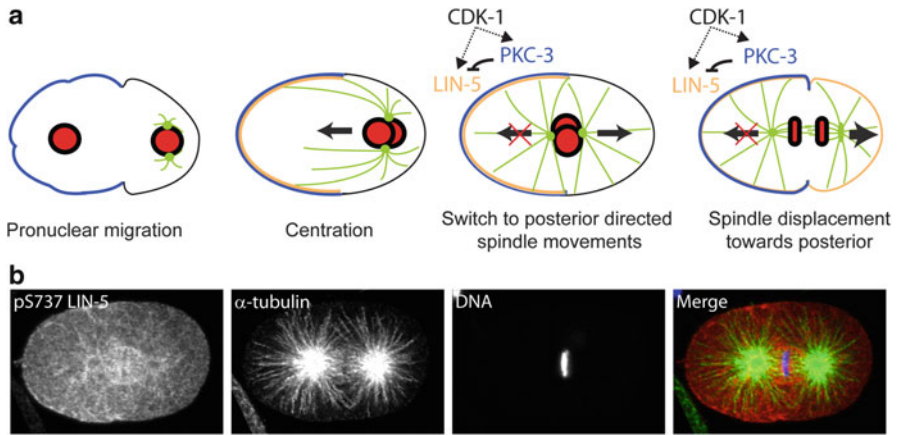 a
CDK-1
PKC-3
LIN-5
CDK-1
PKC-3
LIN-5
Pronuclear migration
Centration
Switch to posterior directed
spindle movements
Spindle displacement
towards posterior
b
pS737 LIN-5
α-tubulin
DNA
Merge